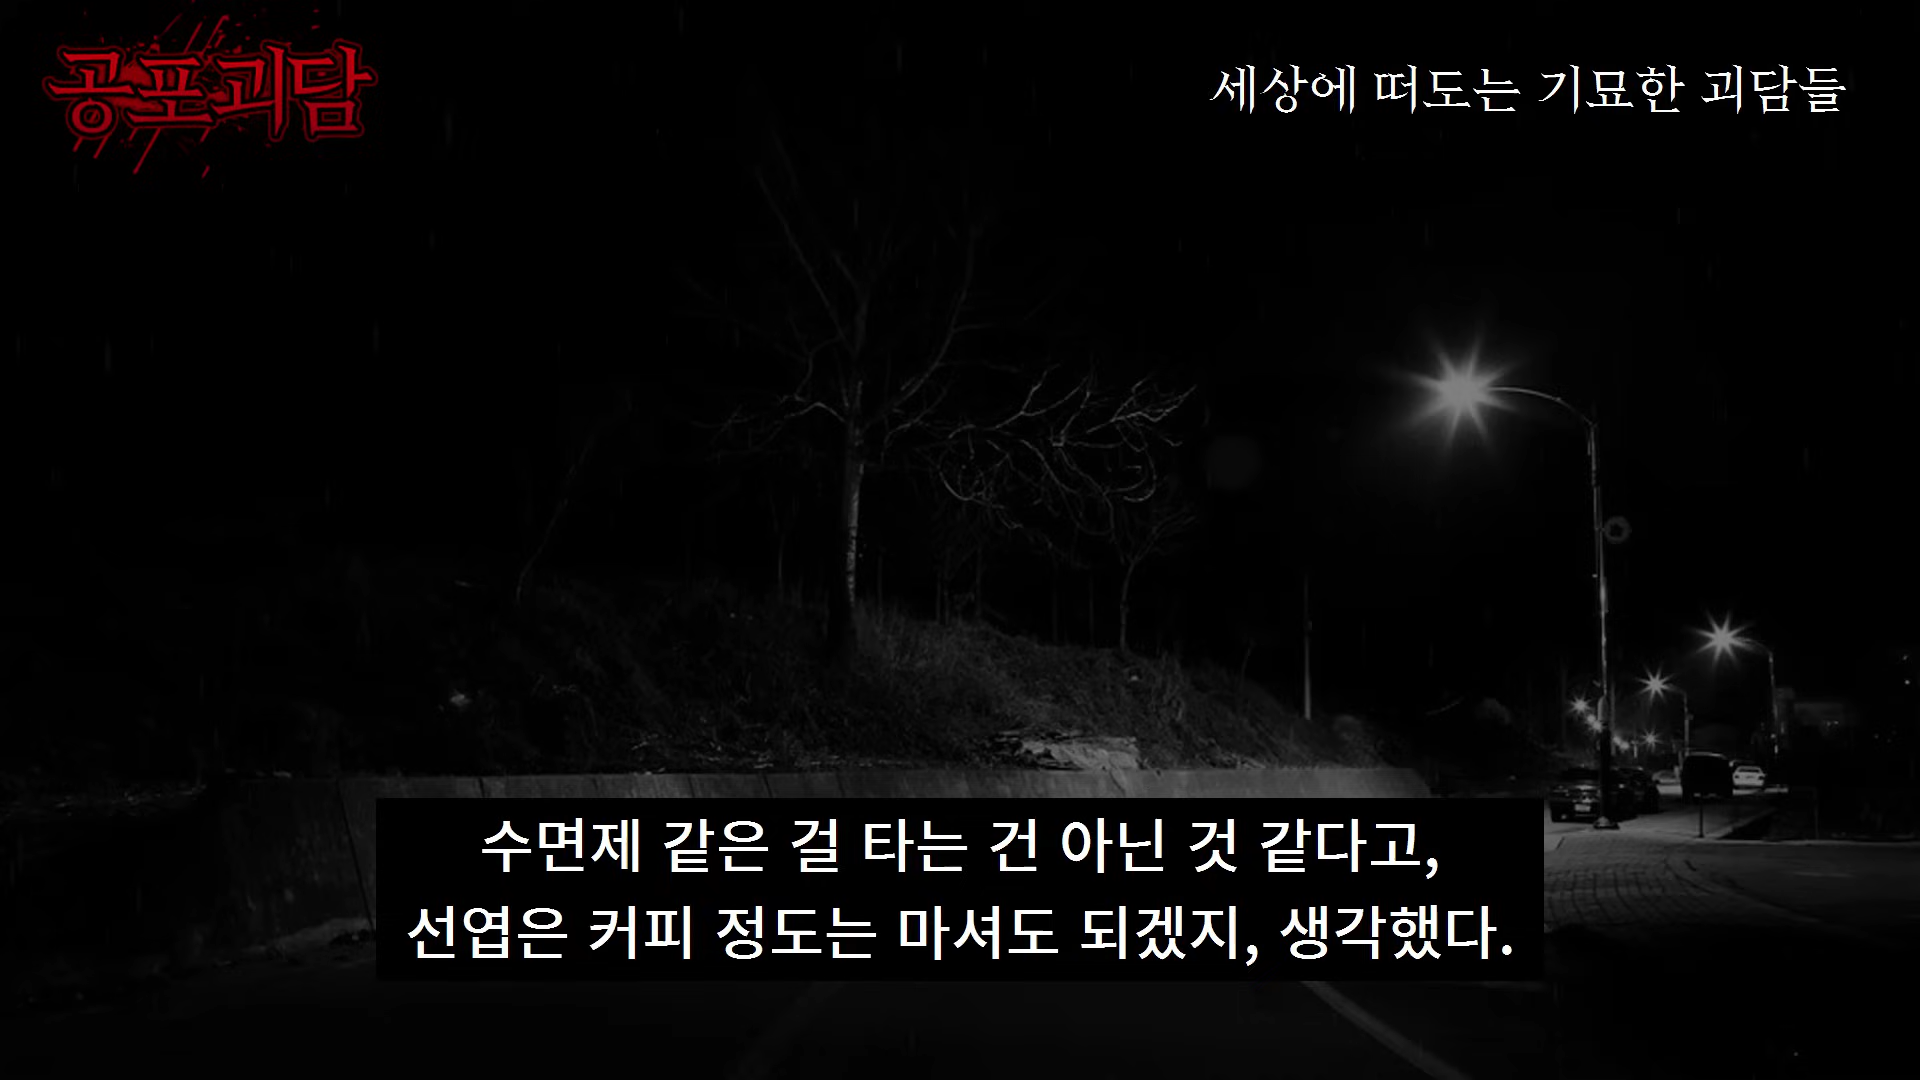 공포괴담
세상에 떠도는 기묘한 괴담들
수면제 같은 걸 타는 건 아닌 것 같다고,
선엽은 커피 정도는 마셔도 되겠지, 생각했다.